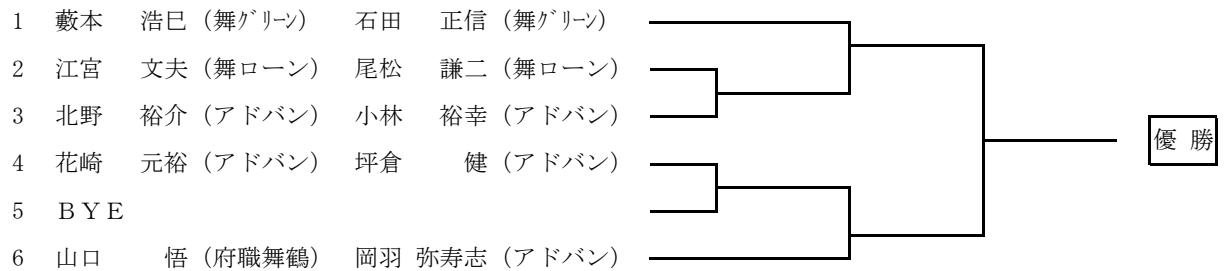 1 藪本 浩巳（舞ｸﾞﾘｰﾝ） 石田 正信（舞ｸﾞﾘｰﾝ）
2 江宮 文夫（舞ローン） 尾松 謙二（舞ローン）
3 北野 裕介（アドバン） 小林 裕幸（アドバン）
4 花崎 元裕（アドバン） 坪倉 健（アドバン）
5 ＢＹＥ
6 山口 悟（府職舞鶴） 岡羽 弥寿志（アドバン）
優 勝